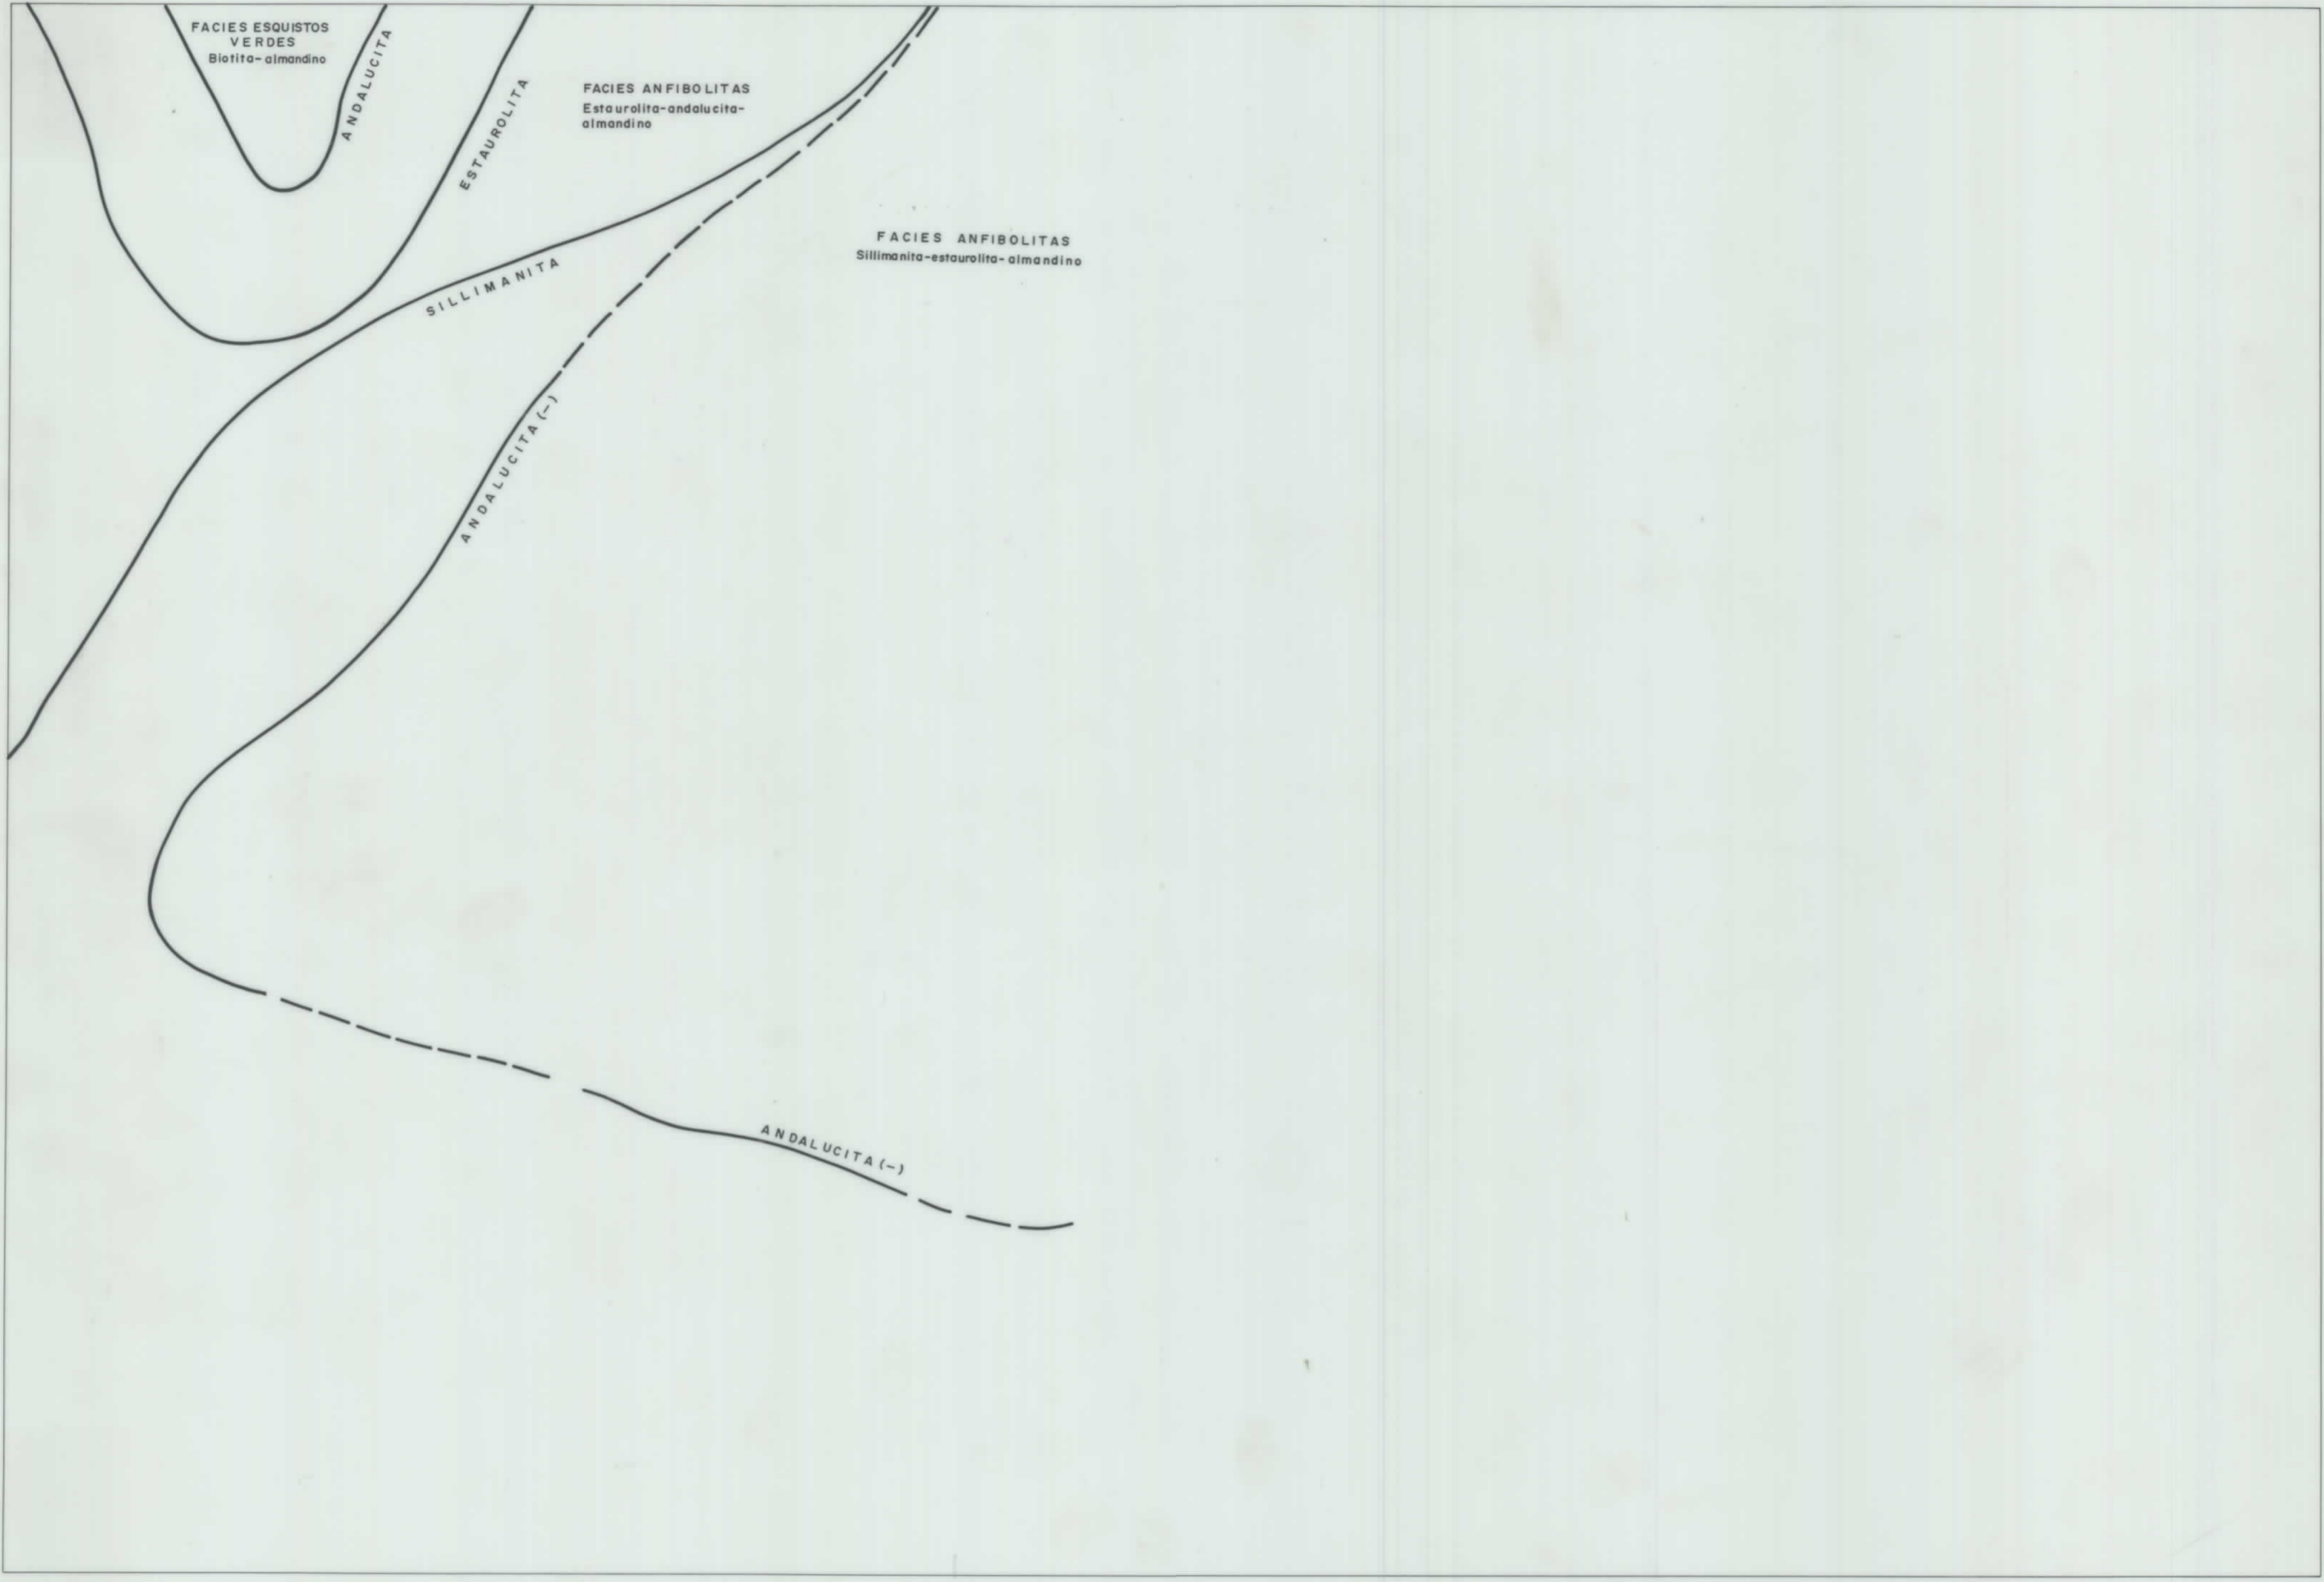 FACIES ESQUISTOS
VERDES
Biotita-almandino
ANDALUCITA
ESTAUROLITA
FACIES ANFIBOLITAS
Estaurolita-andalucita-
almandino
FACIES ANFIBOLITAS
Sillimanita-estaurolita-almandino
SILLIMANITA
ANDALUCITA (-)
ANDALUCITA (-)